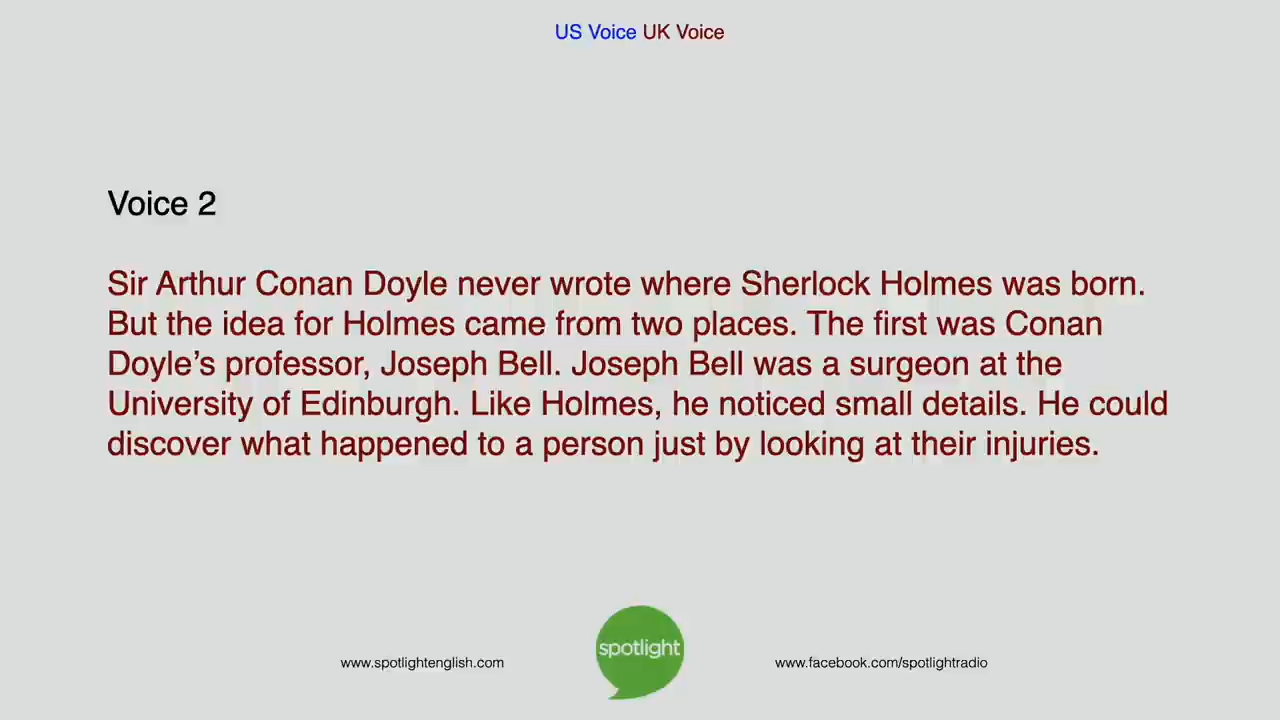 US Voice UK Voice
Voice 2
Sir Arthur Conan Doyle never wrote where Sherlock Holmes was born.
But the idea for Holmes came from two places. The first was Conan
Doyle’s professor, Joseph Bell. Joseph Bell was a surgeon at the
University of Edinburgh. Like Holmes, he noticed small details. He could
discover what happened to a person just by looking at their injuries.
www.spotlightenglish.com
spotlight
www.facebook.com/spotlightradio